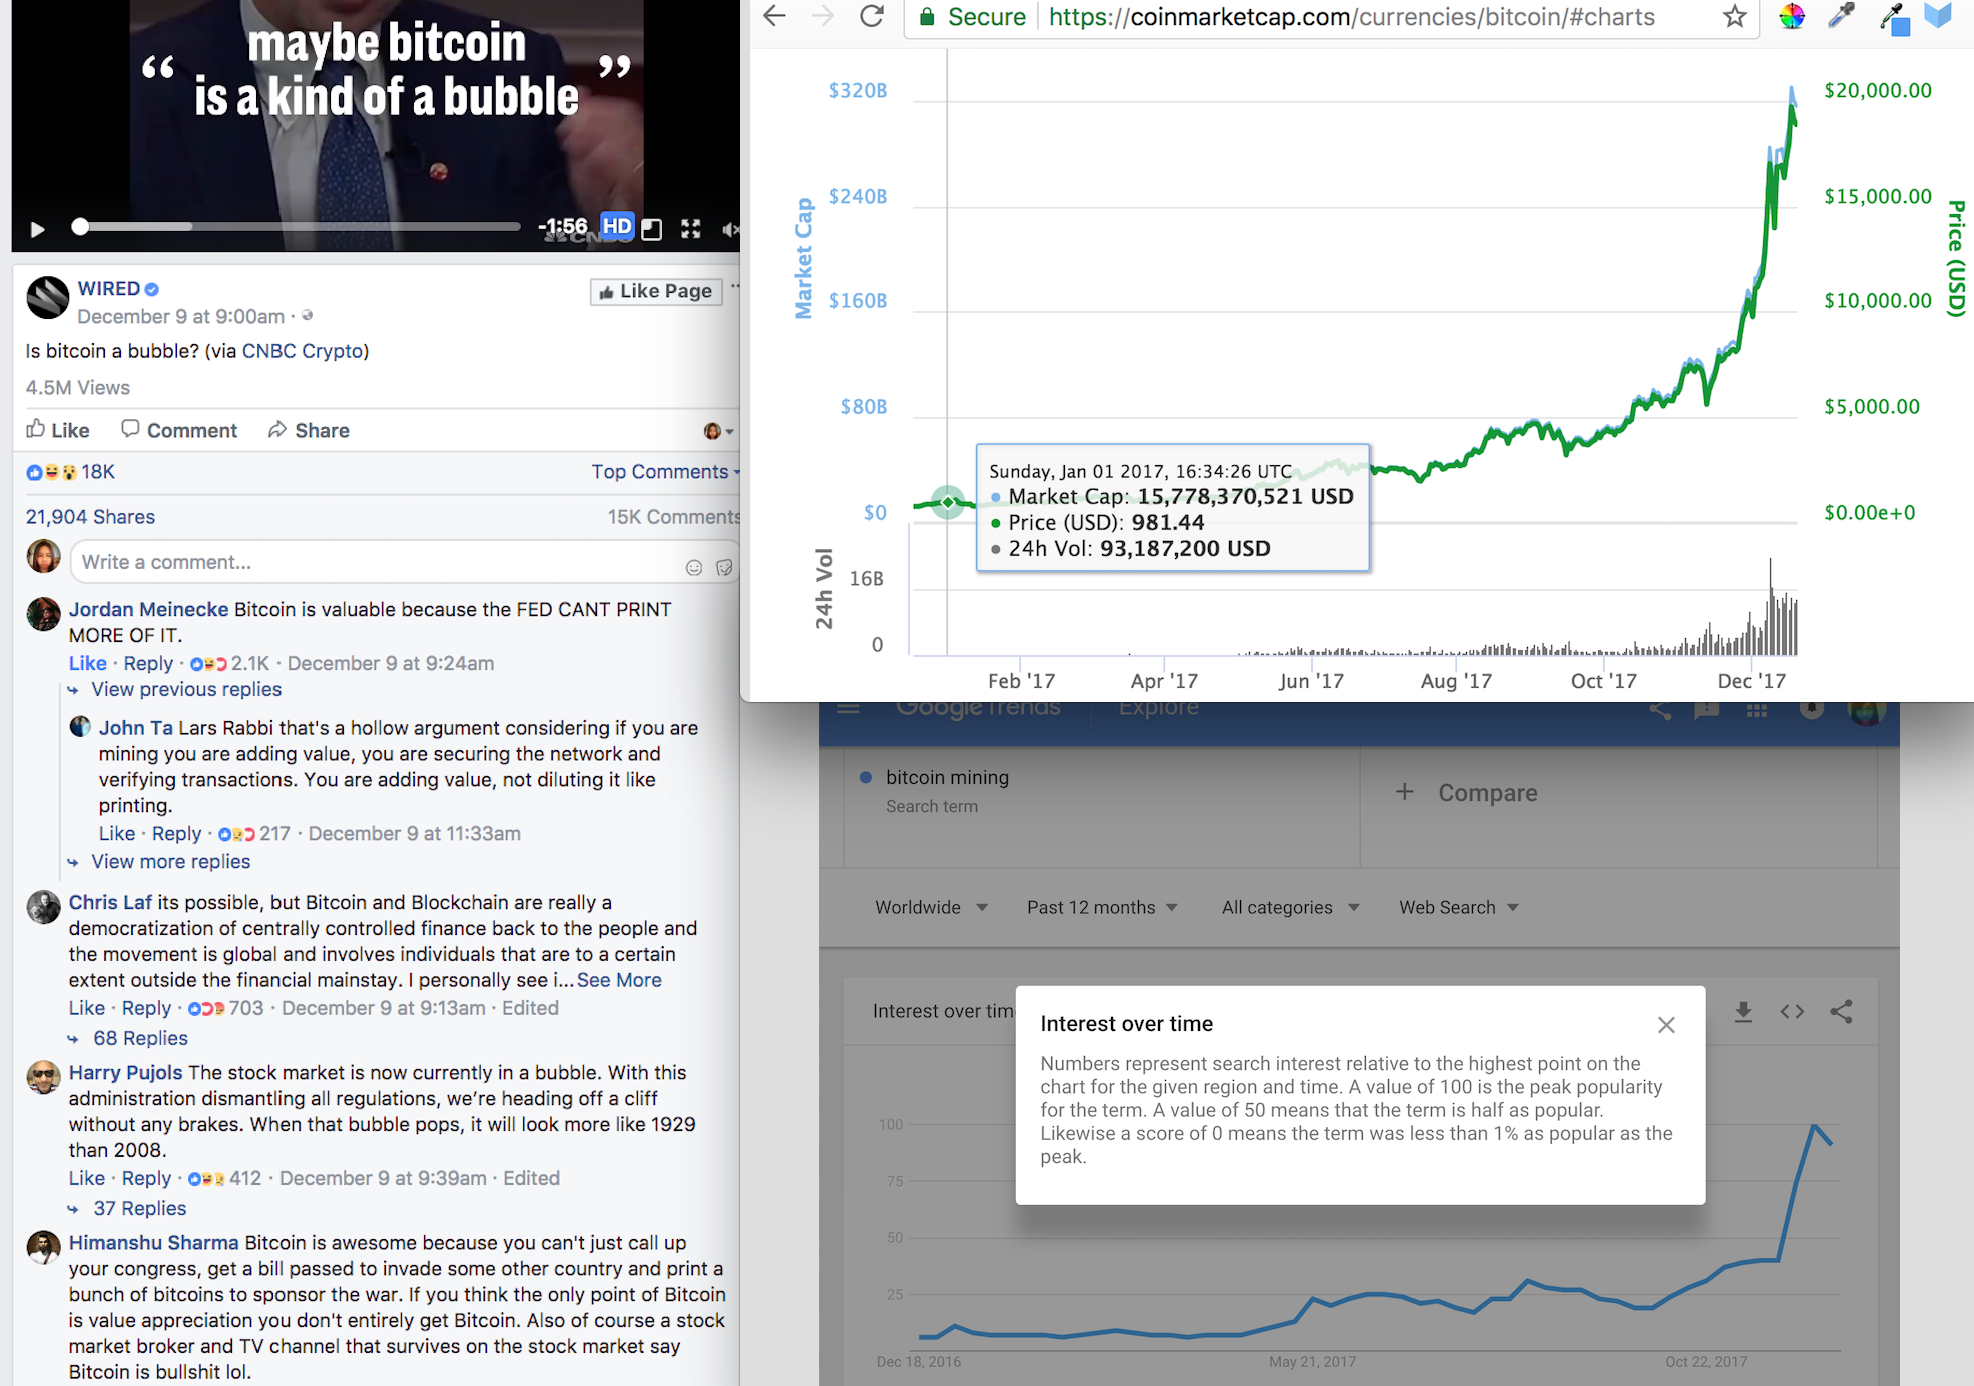 “ maybe bitcoin
is a kind of a bubble ”
-1:56 HD
CNBC
WIRED
Like Page
December 9 at 9:00am ·
Is bitcoin a bubble? (via CNBC Crypto)
4.5M Views
Like Comment Share
18K Top Comments
21,904 Shares 15K Comments
Write a comment...
Jordan Meinecke Bitcoin is valuable because the FED CANT PRINT
MORE OF IT.
Like · Reply · 2.1K · December 9 at 9:24am
View previous replies
John Ta Lars Rabbi that's a hollow argument considering if you are
mining you are adding value, you are securing the network and
verifying transactions. You are adding value, not diluting it like
printing.
Like · Reply · 217 · December 9 at 11:33am
View more replies
Chris Laf its possible, but Bitcoin and Blockchain are really a
democratization of centrally controlled finance back to the people and
the movement is global and involves individuals that are to a certain
extent outside the financial mainstay. I personally see i... See More
Like · Reply · 703 · December 9 at 9:13am · Edited
68 Replies
Harry Pujols The stock market is now currently in a bubble. With this
administration dismantling all regulations, we’re heading off a cliff
without any brakes. When that bubble pops, it will look more like 1929
than 2008.
Like · Reply · 412 · December 9 at 9:39am · Edited
37 Replies
Himanshu Sharma Bitcoin is awesome because you can't just call up
your congress, get a bill passed to invade some other country and print a
bunch of bitcoins to sponsor the war. If you think the only point of Bitcoin
is value appreciation you don't entirely get Bitcoin. Also of course a stock
market broker and TV channel that survives on the stock market say
Bitcoin is bullshit lol.
Secure https://coinmarketcap.com/currencies/bitcoin/#charts
$320B
$240B
$160B
$80B
$0
Market Cap
$20,000.00
$15,000.00
$10,000.00
$5,000.00
$0.00e+0
Price (USD)
Sunday, Jan 01 2017, 16:34:26 UTC
Market Cap: 15,778,370,521 USD
Price (USD): 981.44
24h Vol: 93,187,200 USD
24h Vol
16B
0
Feb '17 Apr '17 Jun '17 Aug '17 Oct '17 Dec '17
Google Trends Explore
bitcoin mining
Search term
+ Compare
Worldwide Past 12 months All categories Web Search
Interest over tim
Interest over time
Numbers represent search interest relative to the highest point on the
chart for the given region and time. A value of 100 is the peak popularity
for the term. A value of 50 means that the term is half as popular.
Likewise a score of 0 means the term was less than 1% as popular as the
peak.
100
75
50
25
Dec 18, 2016 May 21, 2017 Oct 22, 2017